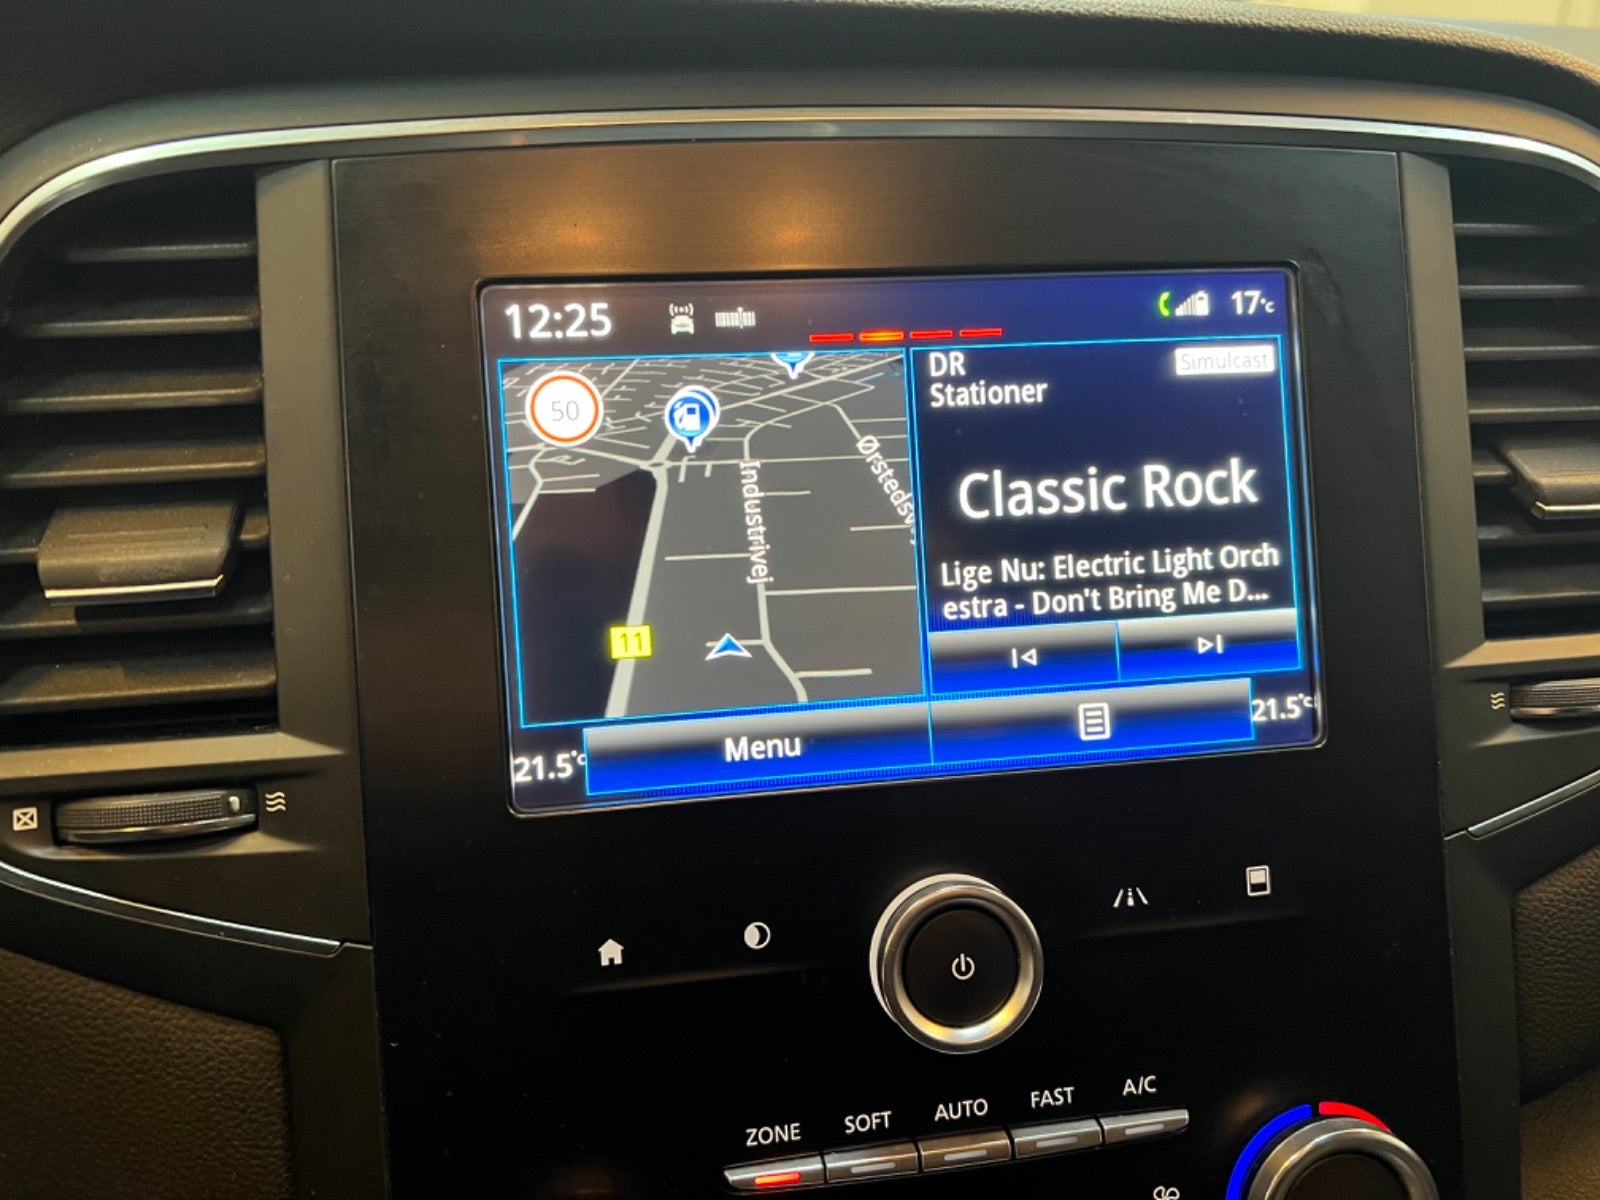 12:25
17°C
50
Industrivej
11
DR
Stationer
Simulcast
Classic Rock
Lige Nu: Electric Light Orch
estra - Don't Bring Me D...
21.5°C
Menu
21.5°C
ZONE
SOFT
AUTO
FAST
A/C